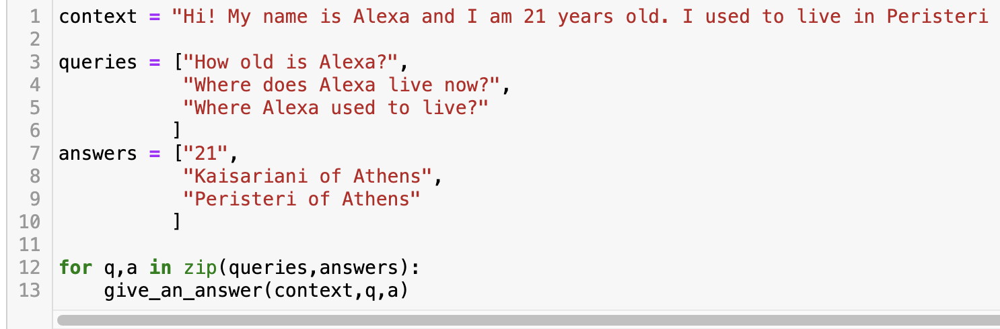 1 context = "Hi! My name is Alexa and I am 21 years old. I used to live in Peristeri
2
3 queries = ["How old is Alexa?",
4            "Where does Alexa live now?",
5            "Where Alexa used to live?"
6           ]
7 answers = ["21",
8            "Kaisariani of Athens",
9            "Peristeri of Athens"
10           ]
11
12 for q,a in zip(queries,answers):
13     give_an_answer(context,q,a)